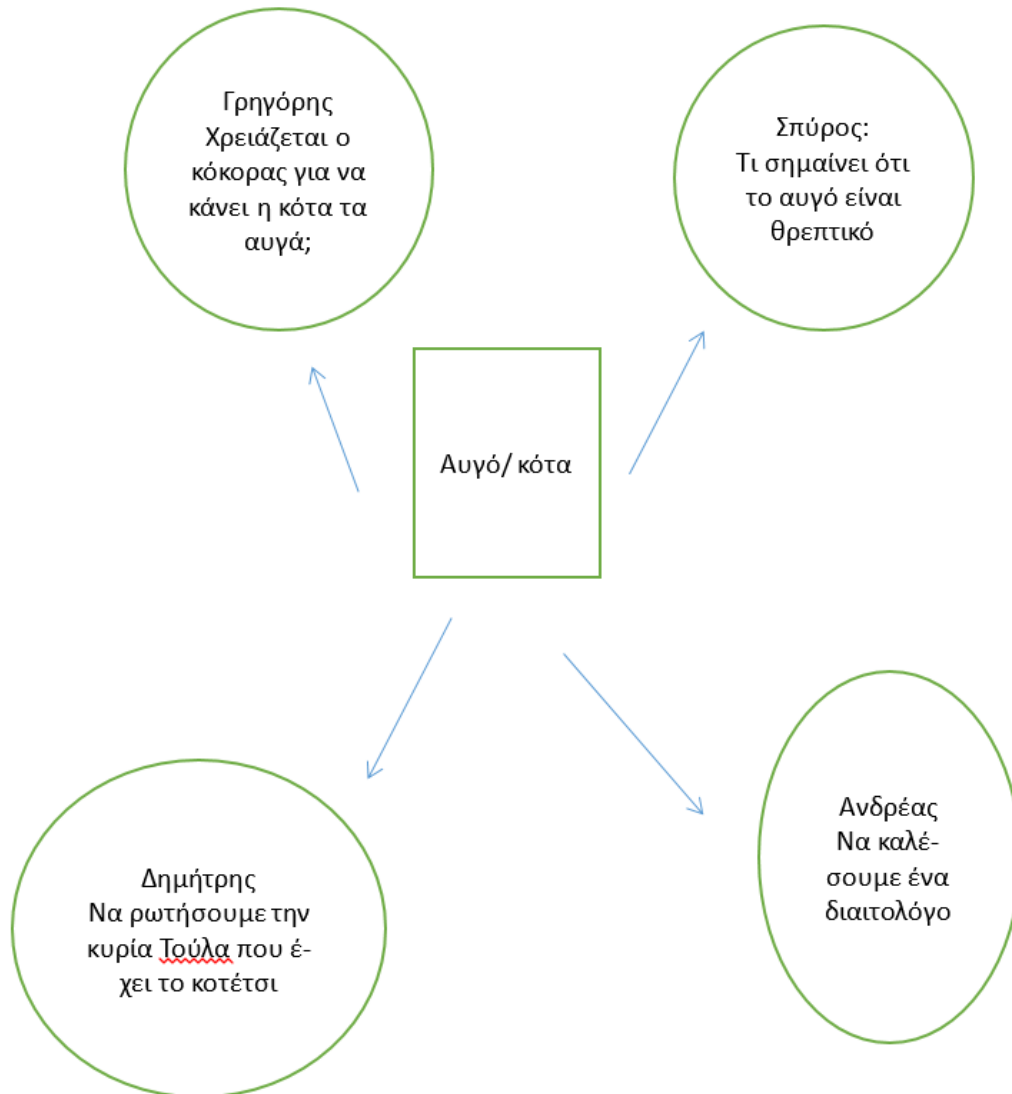 Γρηγόρης
Χρειάζεται ο
κόκορας για να
κάνει η κότα τα
αυγά;
Σπύρος:
Τι σημαίνει ότι
το αυγό είναι
θρεπτικό
Αυγό/ κότα
Δημήτρης
Να ρωτήσουμε την
κυρία Τούλα που έ-
χει το κοτέτσι
Ανδρέας
Να καλέ-
σουμε ένα
διαιτολόγο